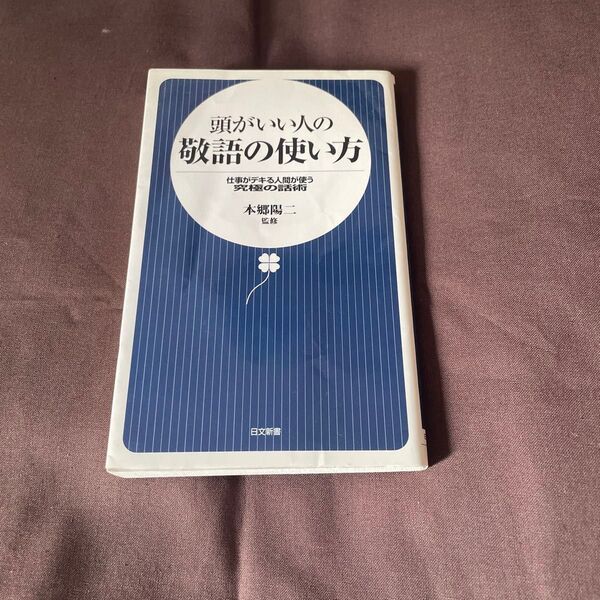 頭がいい人の
敬語の使い方
仕事がデキる人間が使う
究極の話術
本郷陽二
監修
日文新書